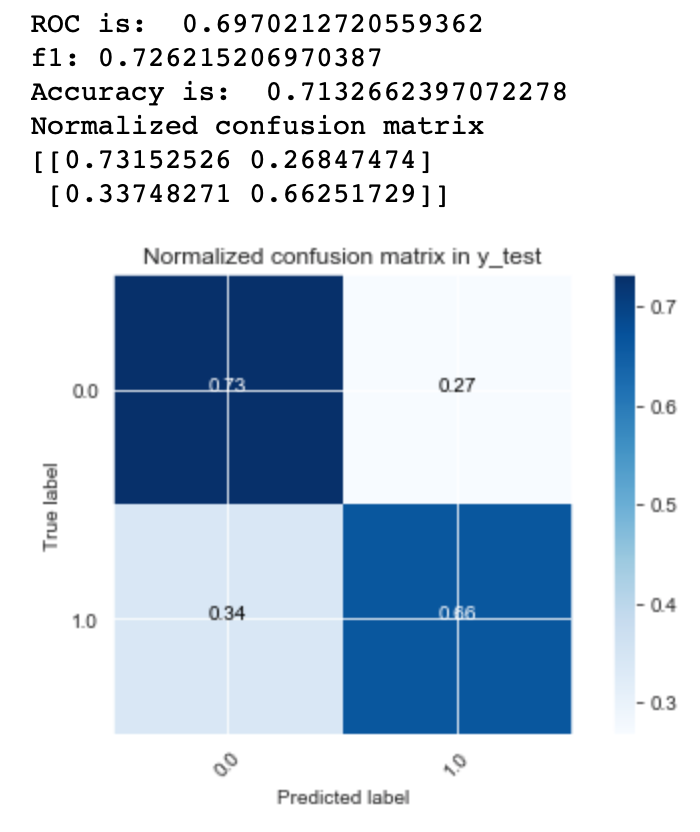 ROC is:  0.6970212720559362
f1: 0.726215206970387
Accuracy is:  0.7132662397072278
Normalized confusion matrix
[[0.73152526 0.26847474]
 [0.33748271 0.66251729]]
Normalized confusion matrix in y_test
0.7
0.73
0.27
0.0
0.6
True label
0.5
0.34
0.66
1.0
0.4
0.3
0.0
1.0
Predicted label